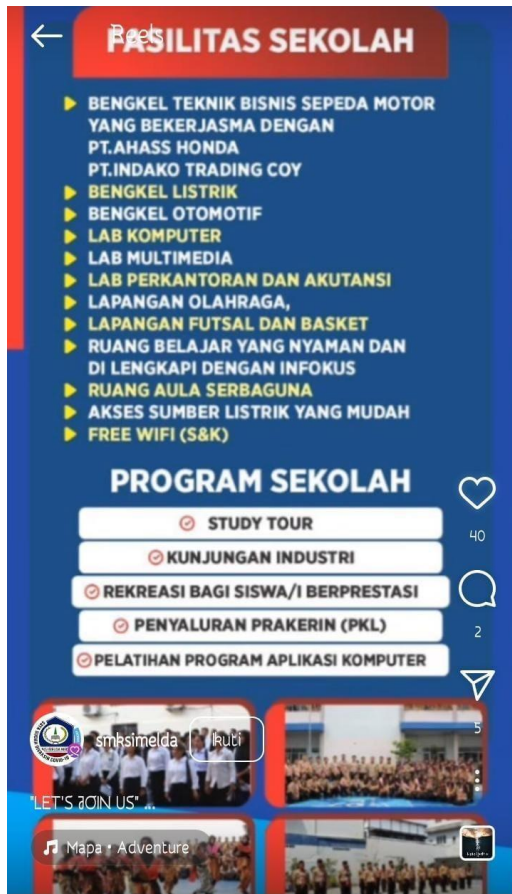 Reels
FASILITAS SEKOLAH
BENGKEL TEKNIK BISNIS SEPEDA MOTOR
YANG BEKERJASMA DENGAN
PT.AHASS HONDA
PT.INDAKO TRADING COY
BENGKEL LISTRIK
BENGKEL OTOMOTIF
LAB KOMPUTER
LAB MULTIMEDIA
LAB PERKANTORAN DAN AKUTANSI
LAPANGAN OLAHRAGA,
LAPANGAN FUTSAL DAN BASKET
RUANG BELAJAR YANG NYAMAN DAN
DI LENGKAPI DENGAN INFOKUS
RUANG AULA SERBAGUNA
AKSES SUMBER LISTRIK YANG MUDAH
FREE WIFI (S&K)
PROGRAM SEKOLAH
STUDY TOUR
KUNJUNGAN INDUSTRI
REKREASI BAGI SISWA/I BERPRESTASI
PENYALURAN PRAKERIN (PKL)
PELATIHAN PROGRAM APLIKASI KOMPUTER
40
2
5
smksimelda
Ikuti
"LET'S JOIN US" ...
Mapa • Adventure